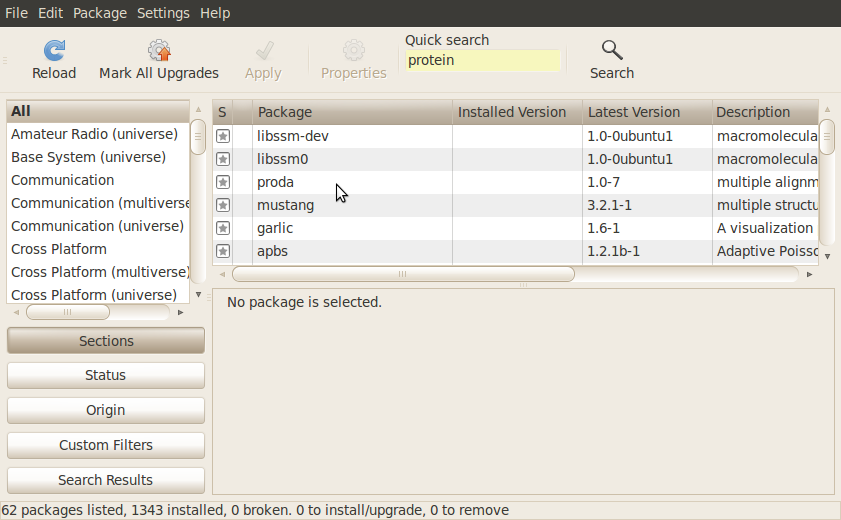 File Edit Package Settings Help
Quick search
protein
Reload Mark All Upgrades Apply Properties Search
All
Amateur Radio (universe)
Base System (universe)
Communication
Communication (multiverse
Communication (universe)
Cross Platform
Cross Platform (multiverse)
Cross Platform (universe)
Sections
Status
Origin
Custom Filters
Search Results
S Package Installed Version Latest Version Description
libssm-dev 1.0-0ubuntu1 macromolecula
libssm0 1.0-0ubuntu1 macromolecula
proda 1.0-7 multiple alignm
mustang 3.2.1-1 multiple structu
garlic 1.6-1 A visualization
apbs 1.2.1b-1 Adaptive Poisso
No package is selected.
62 packages listed, 1343 installed, 0 broken. 0 to install/upgrade, 0 to remove